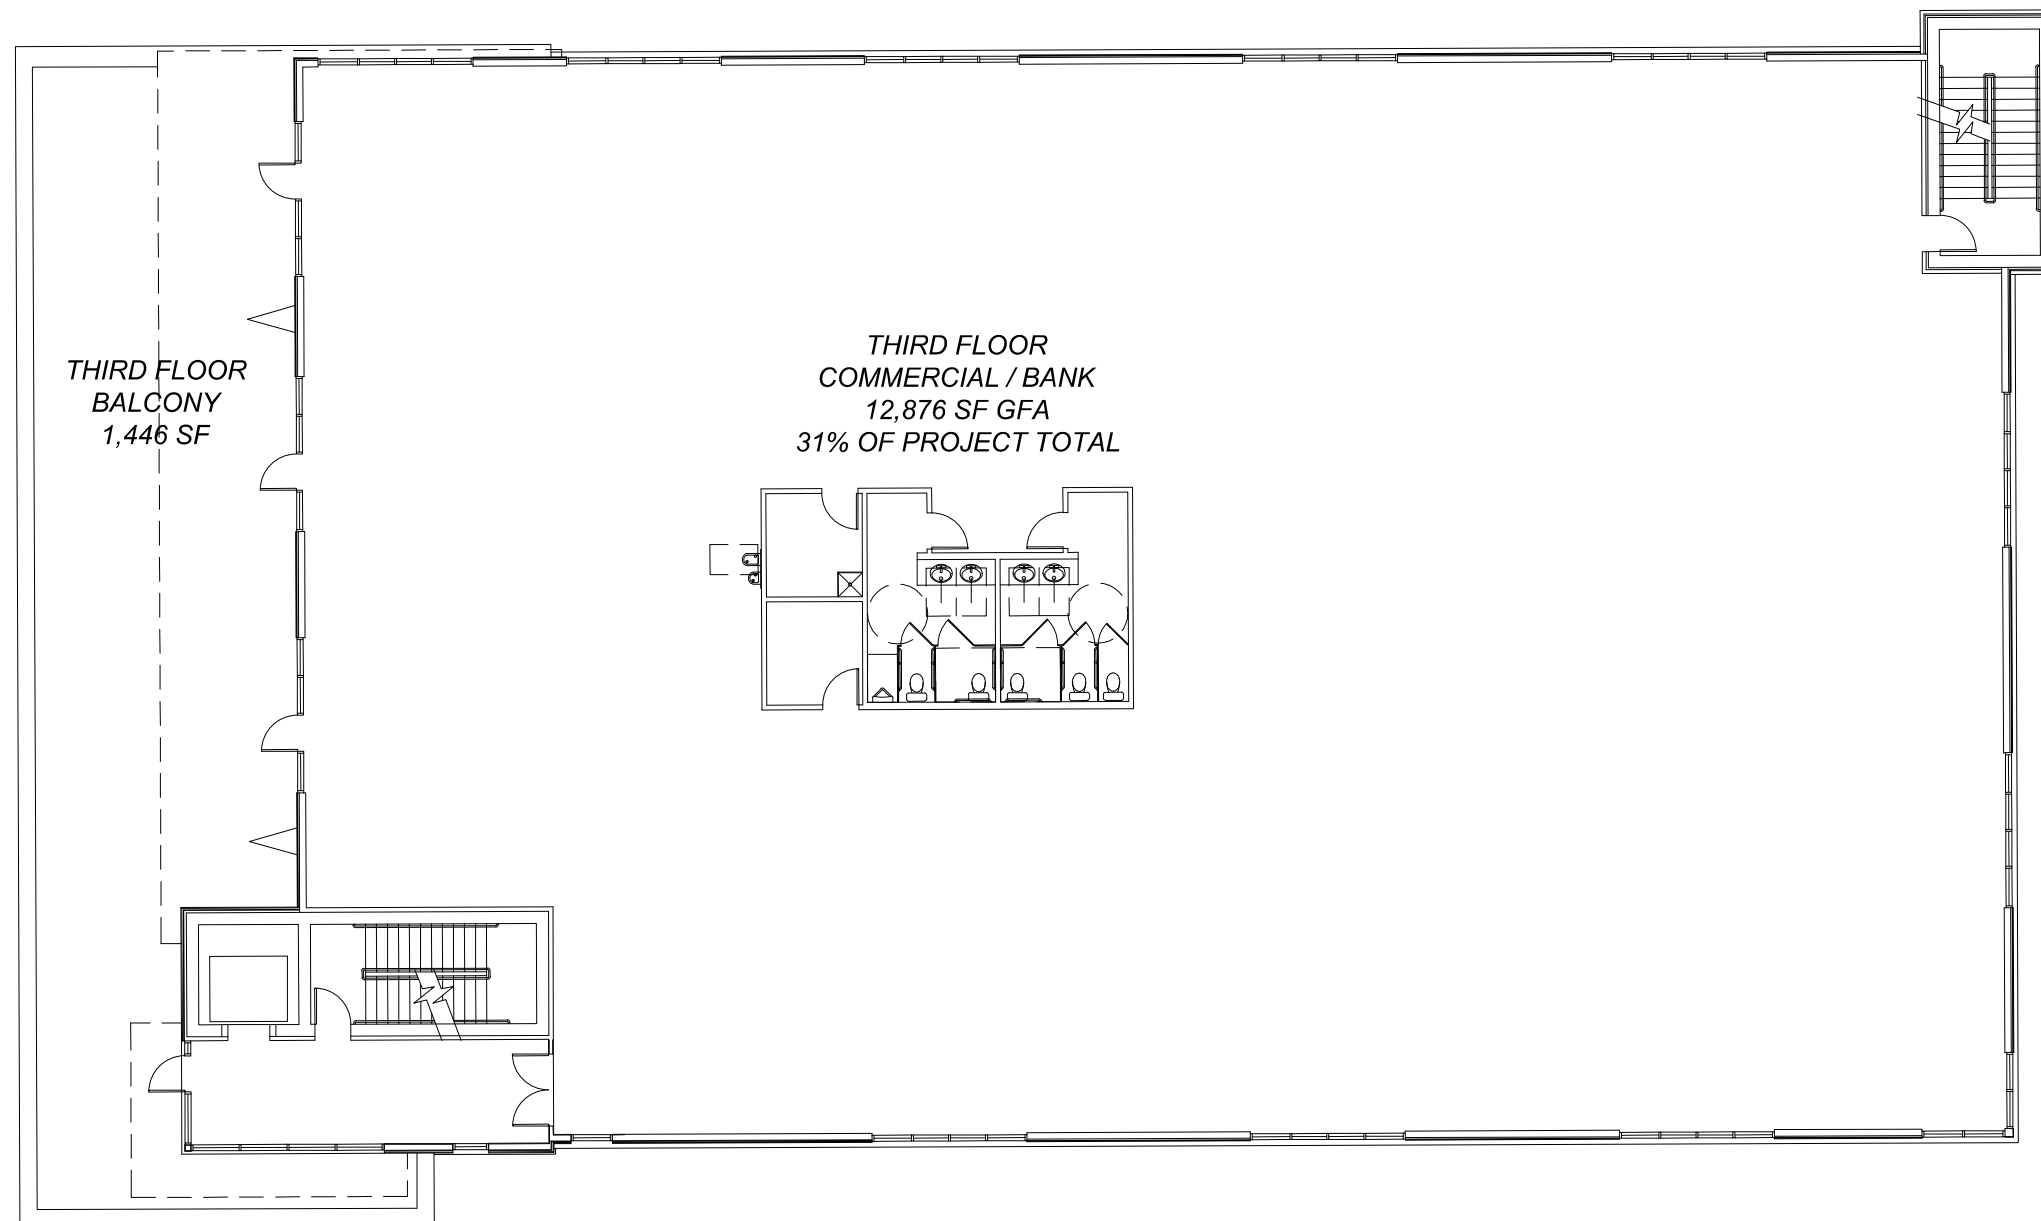 THIRD FLOOR
BALCONY
1,446 SF
THIRD FLOOR
COMMERCIAL / BANK
12,876 SF GFA
31% OF PROJECT TOTAL